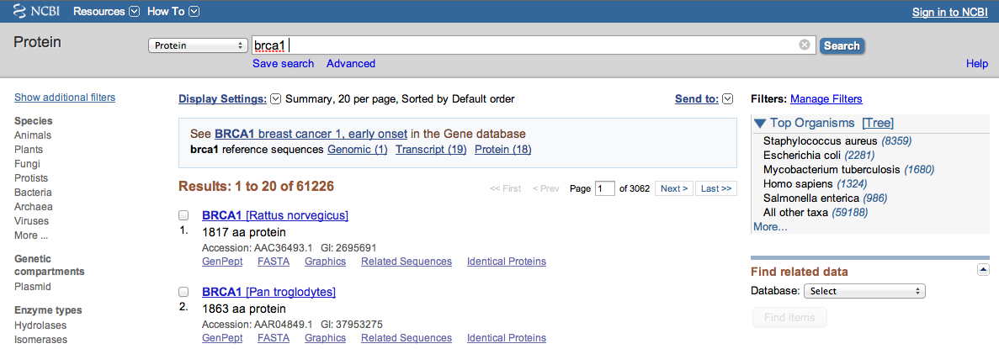 NCBI Resources How To Sign in to NCBI
Protein
Protein brca1 Search
Save search Advanced Help
Show additional filters
Species
Animals
Plants
Fungi
Protists
Bacteria
Archaea
Viruses
More ...
Genetic
compartments
Plasmid
Enzyme types
Hydrolases
Isomerases
Display Settings: Summary, 20 per page, Sorted by Default order Send to:
See BRCA1 breast cancer 1, early onset in the Gene database
brca1 reference sequences Genomic (1) Transcript (19) Protein (18)
Results: 1 to 20 of 61226 << First < Prev Page 1 of 3062 Next > Last >>
BRCA1 [Rattus norvegicus]
1. 1817 aa protein
Accession: AAC36493.1 GI: 2695691
GenPept FASTA Graphics Related Sequences Identical Proteins
BRCA1 [Pan troglodytes]
2. 1863 aa protein
Accession: AAR04849.1 GI: 37953275
GenPept FASTA Graphics Related Sequences Identical Proteins
Filters: Manage Filters
Top Organisms [Tree]
Staphylococcus aureus (8359)
Escherichia coli (2281)
Mycobacterium tuberculosis (1680)
Homo sapiens (1324)
Salmonella enterica (986)
All other taxa (59188)
More...
Find related data
Database: Select
Find items